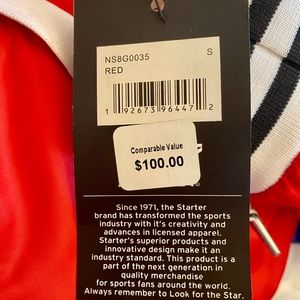 NS8G0035 S
RED
1 92673 96447 2
Comparable Value
$100.00
Since 1971, the Starter
brand has transformed the sports
industry with it's creativity and
advances in licensed apparel.
Starter's superior products and
innovative design make it an
industry standard. This product is a
part of the next generation in
quality merchandise
for sports fans around the world.
Always remember to Look for the Star.